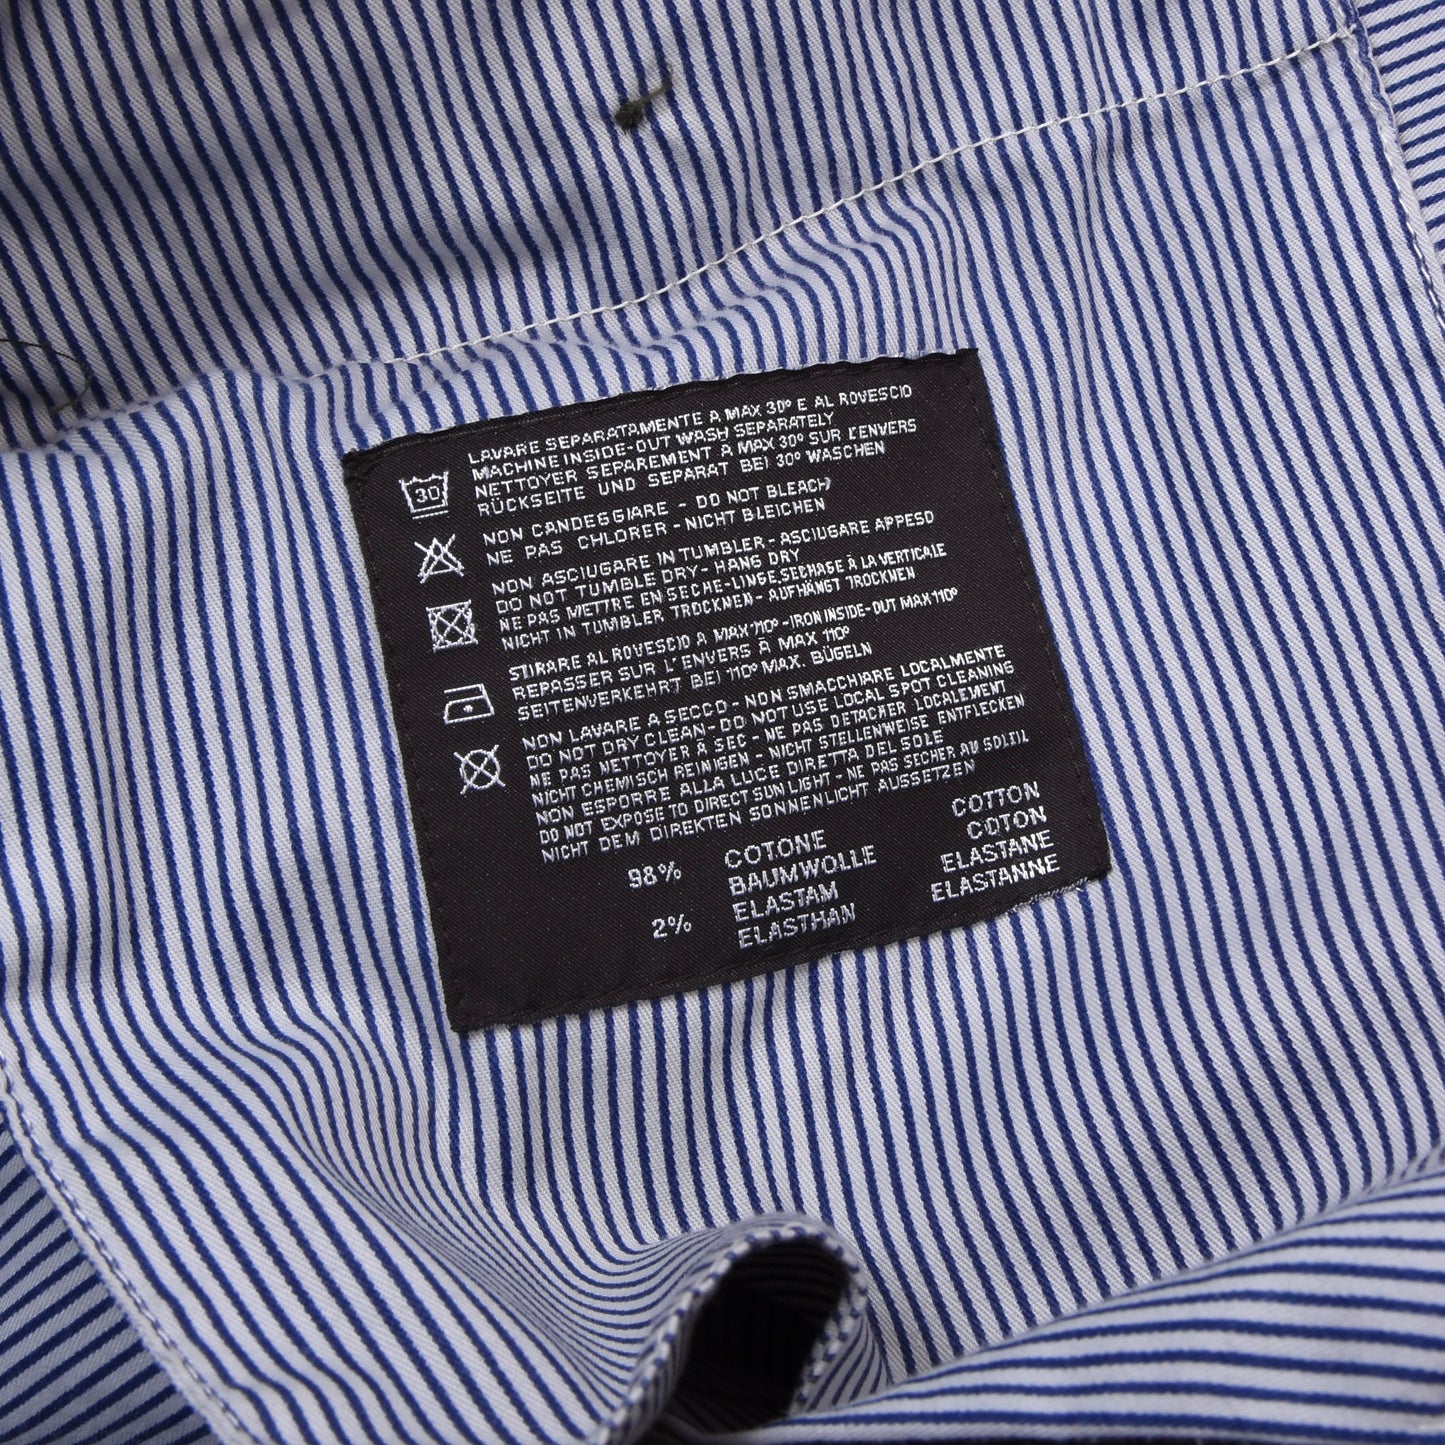 30
LAVARE SEPARATAMENTE A MAX 30° E AL ROVESCIO
MACHINE INSIDE-OUT WASH SEPARATELY
NETTOYER SEPAREMENT A MAX 30° SUR L'ENVERS
RÜCKSEITE UND SEPARAT BEI 30° WASCHEN
NON CANDEGGIARE - DO NOT BLEACH
NE PAS CHLORER - NICHT BLEICHEN
NON ASCIUGARE IN TUMBLER - ASCIUGARE APPESO
DO NOT TUMBLE DRY - HANG DRY
NE PAS METTRE EN SECHE-LINGE, SECHAGE À LA VERTICALE
NICHT IN TUMBLER TROCKNEN - AUFHÄNGT TROCKNEN
STIRARE AL ROVESCIO A MAX 110° - IRON INSIDE-OUT MAX 110°
REPASSER SUR L'ENVERS À MAX 110°
SEITENVERKEHRT BEI 110° MAX. BÜGELN
NON LAVARE A SECCO - NON SMACCHIARE LOCALMENTE
DO NOT DRY CLEAN - DO NOT USE LOCAL SPOT CLEANING
NE PAS NETTOYER A SEC - NE PAS DETACHER LOCALEMENT
NICHT CHEMISCH REINIGEN - NICHT STELLENWEISE ENTFLECKEN
NON ESPORRE ALLA LUCE DIRETTA DEL SOLE
DO NOT EXPOSE TO DIRECT SUN LIGHT - NE PAS SECHER AU SOLEIL
NICHT DEM DIREKTEN SONNENLICHT AUSSETZEN
98% COTONE COTTON
BAUMWOLLE COTON
2% ELASTAM ELASTANE
ELASTHAN ELASTANNE